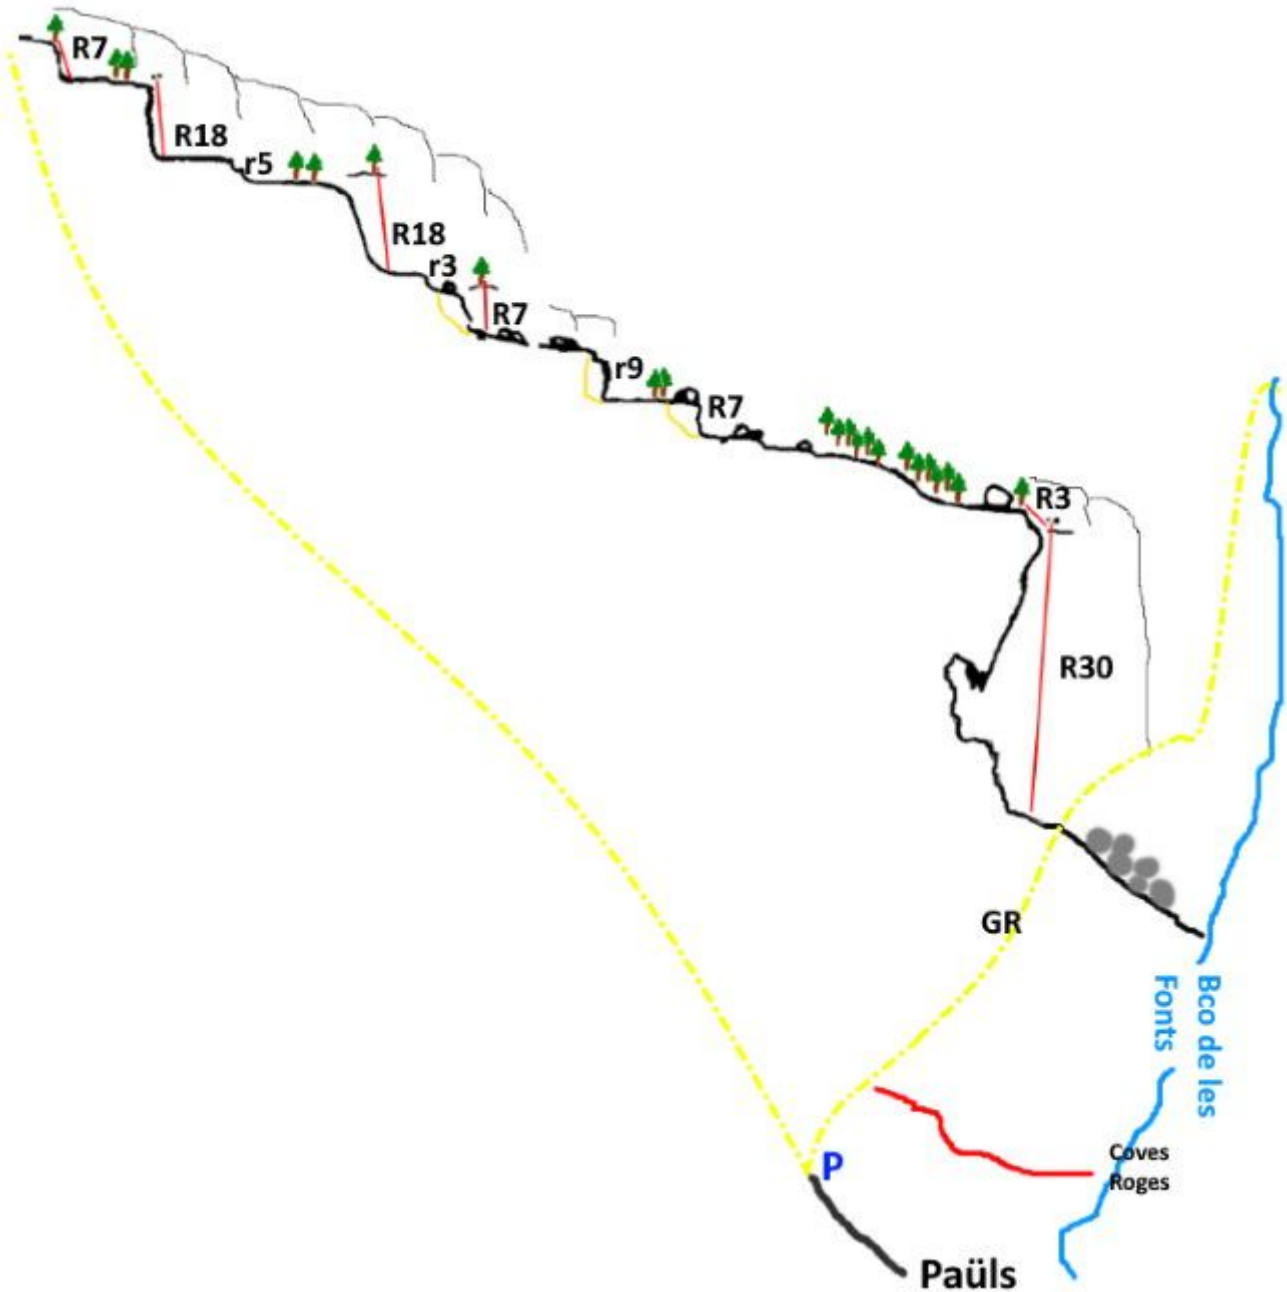 R7
R18
r5
R18
r3
R7
r9
R7
R3
R30
GR
Bco de les
Fonts
P
Coves
Roges
Paüls